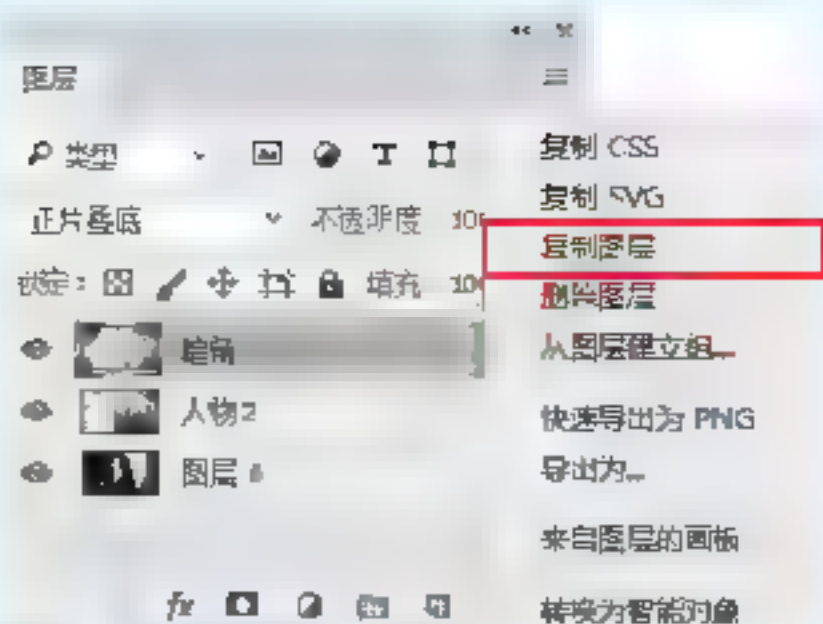 图层
类型
正片叠底 不透明度
锁定： 填充
暗角
人物2
图层
复制 CSS
复制 SVG
复制图层
删除图层
从图层建立组...
快速导出为 PNG
导出为...
来自图层的画板
转换为智能对象
fx